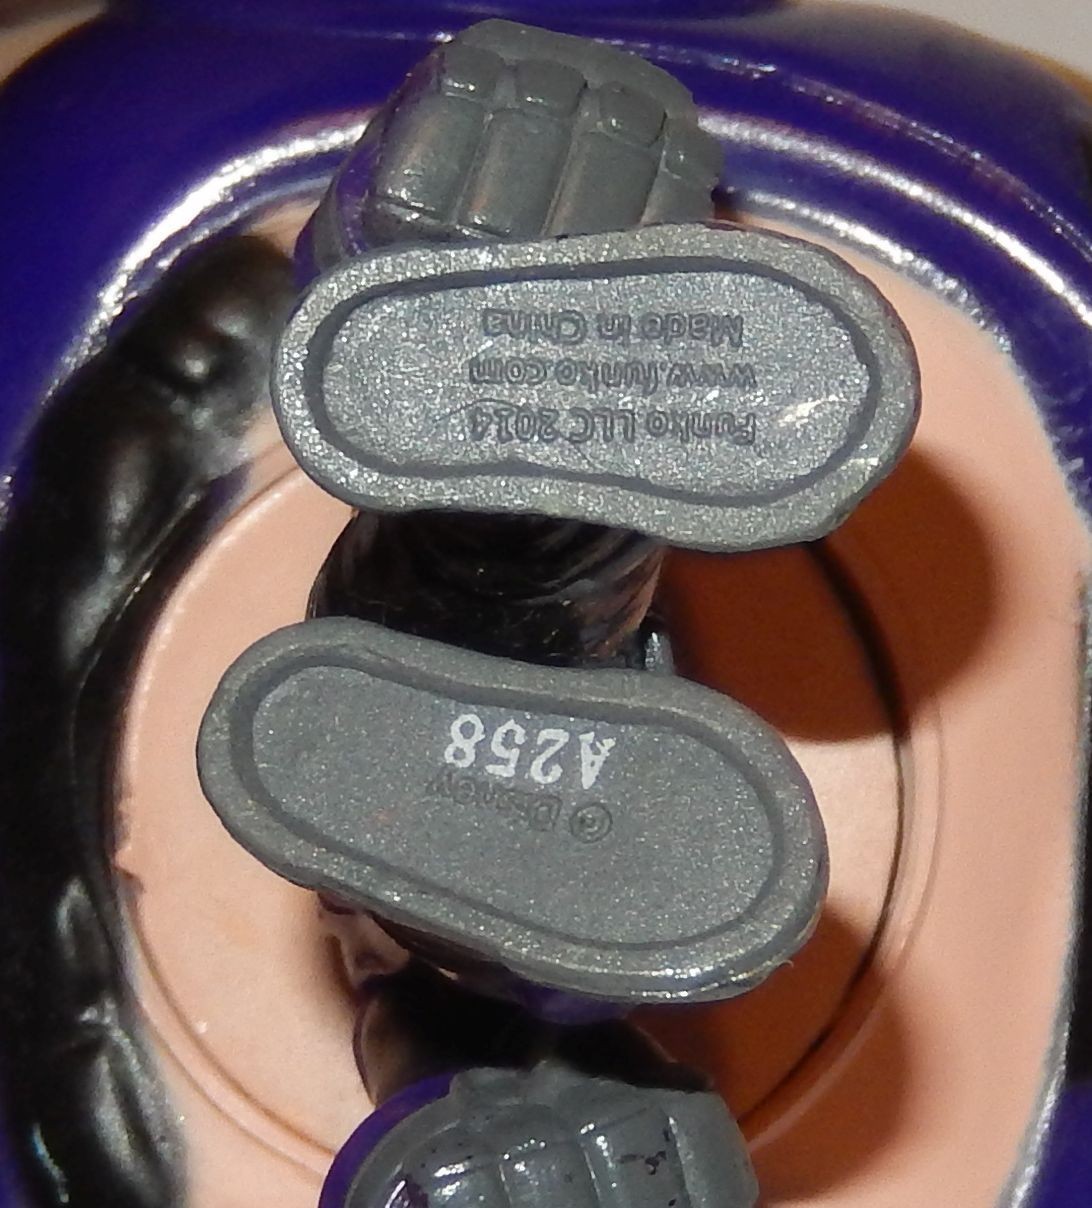 Funko LLC 2014
www.funko.com
Made in China
© Disney
A258